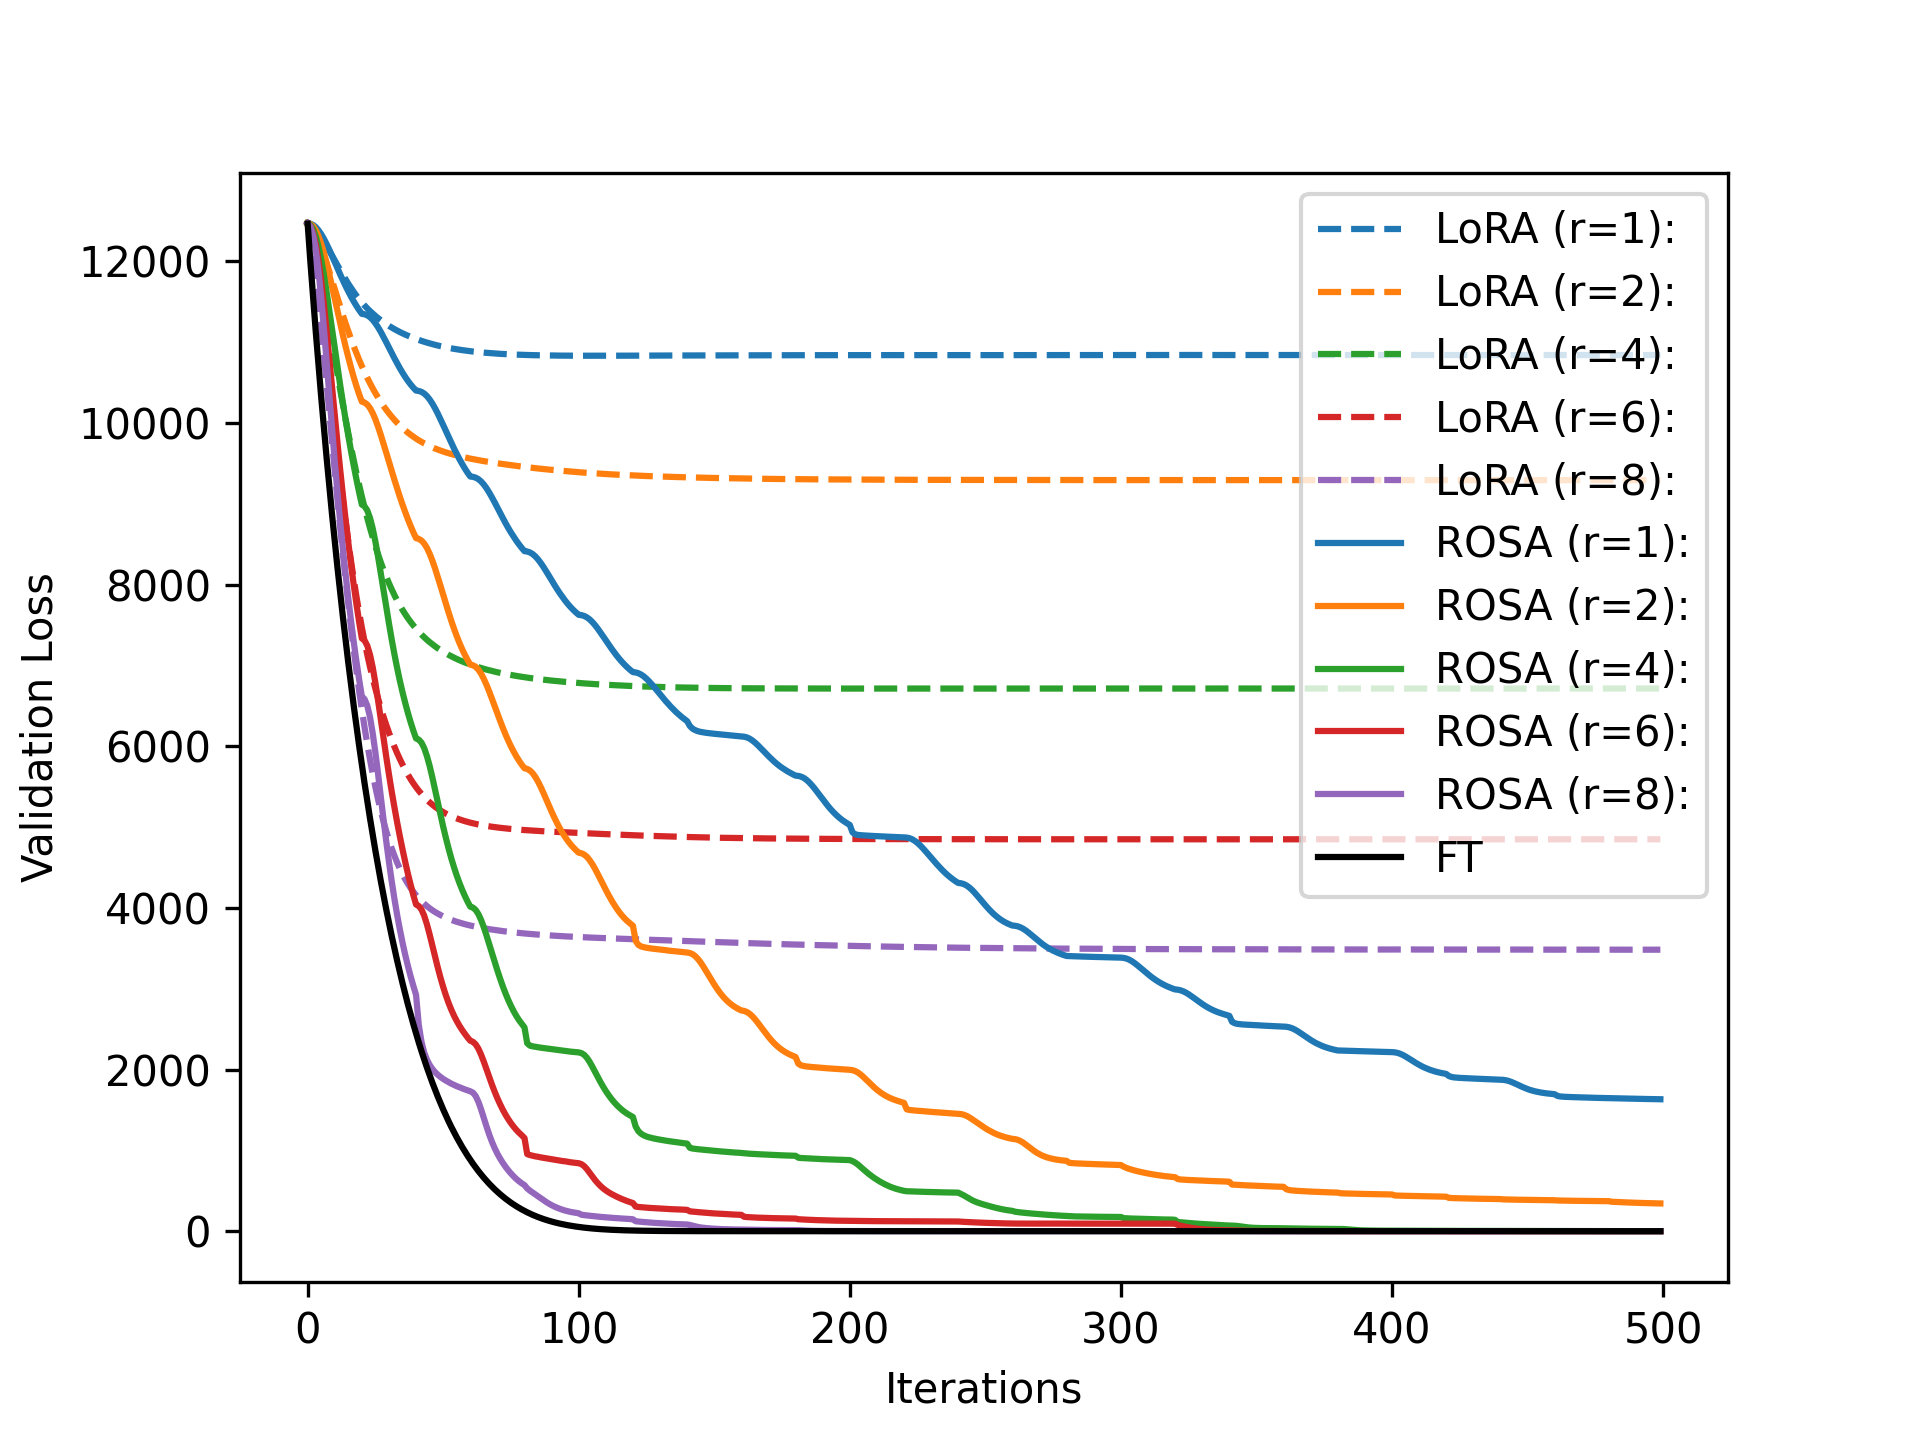 12000
10000
8000
6000
4000
2000
0
Validation Loss
0 100 200 300 400 500
Iterations
LoRA (r=1):
LoRA (r=2):
LoRA (r=4):
LoRA (r=6):
LoRA (r=8):
ROSA (r=1):
ROSA (r=2):
ROSA (r=4):
ROSA (r=6):
ROSA (r=8):
FT